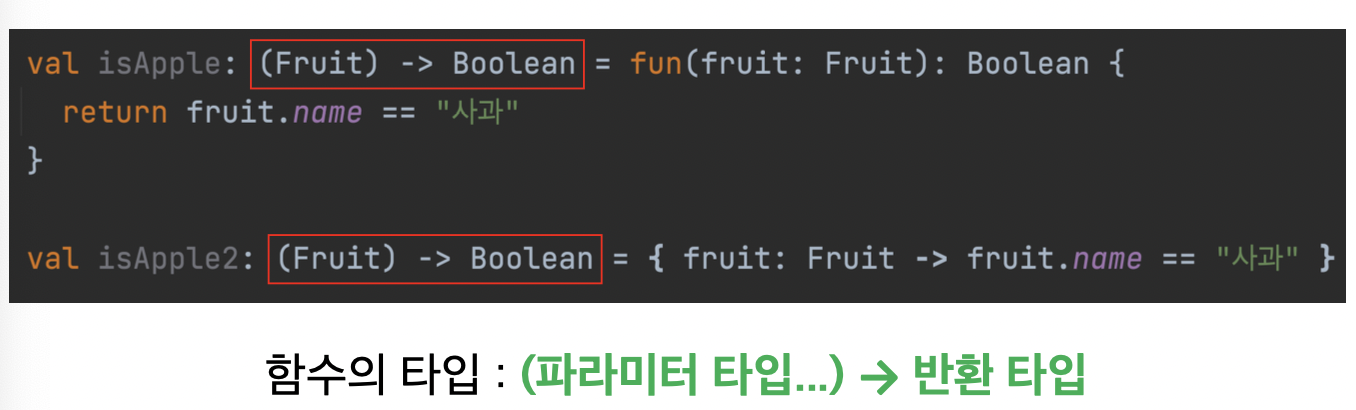 val isApple: (Fruit) -> Boolean = fun(fruit: Fruit): Boolean {
return fruit.name == "사과"
}
val isApple2: (Fruit) -> Boolean = { fruit: Fruit -> fruit.name == "사과" }
함수의 타입 : (파라미터 타입...) → 반환 타입